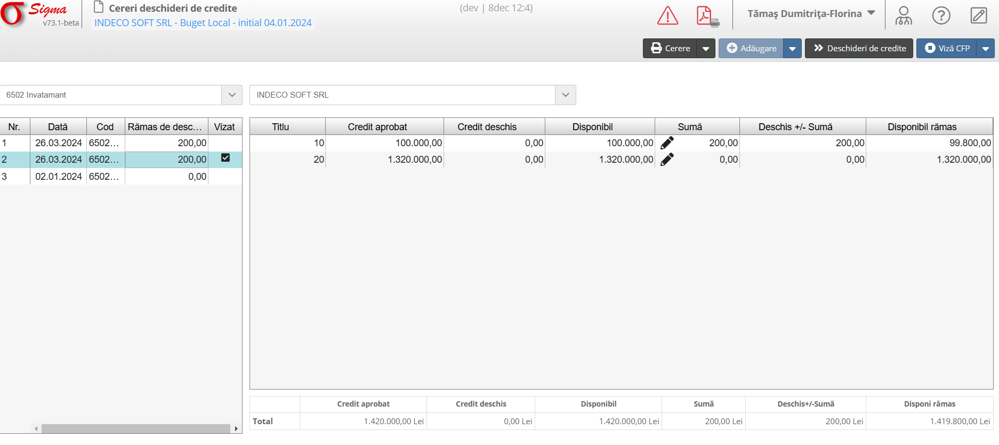 Sigma
v73.1-beta
Cereri deschideri de credite
INDECO SOFT SRL - Buget Local - initial 04.01.2024
(dev | 8dec 12:4)
Tămaş Dumitriţa-Florina
Cerere
Adăugare
Deschideri de credite
Viză CFP
6502 Invatamant
INDECO SOFT SRL
Nr. Dată Cod Rămas de desc... Vizat
1 26.03.2024 6502... 200,00
2 26.03.2024 6502... 200,00
3 02.01.2024 6502... 0,00
Titlu Credit aprobat Credit deschis Disponibil Sumă Deschis +/- Sumă Disponibil rămas
10 100.000,00 0,00 100.000,00 200,00 200,00 99.800,00
20 1.320.000,00 0,00 1.320.000,00 0,00 0,00 1.320.000,00
Credit aprobat Credit deschis Disponibil Sumă Deschis+/-Sumă Disponi rămas
Total 1.420.000,00 Lei 0,00 Lei 1.420.000,00 Lei 200,00 Lei 200,00 Lei 1.419.800,00 Lei